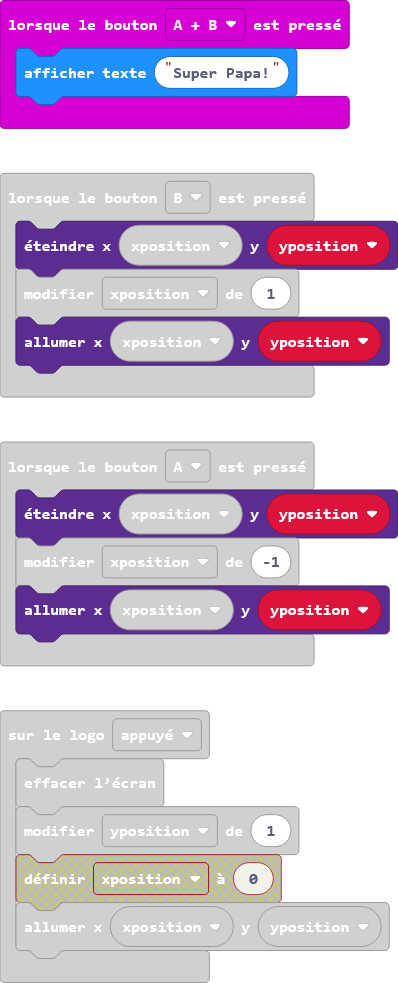 lorsque le bouton A + B est pressé
afficher texte "Super Papa!"
lorsque le bouton B est pressé
éteindre x xposition y yposition
modifier xposition de 1
allumer x xposition y yposition
lorsque le bouton A est pressé
éteindre x xposition y yposition
modifier xposition de -1
allumer x xposition y yposition
sur le logo appuyé
effacer l'écran
modifier yposition de 1
définir xposition à 0
allumer x xposition y yposition